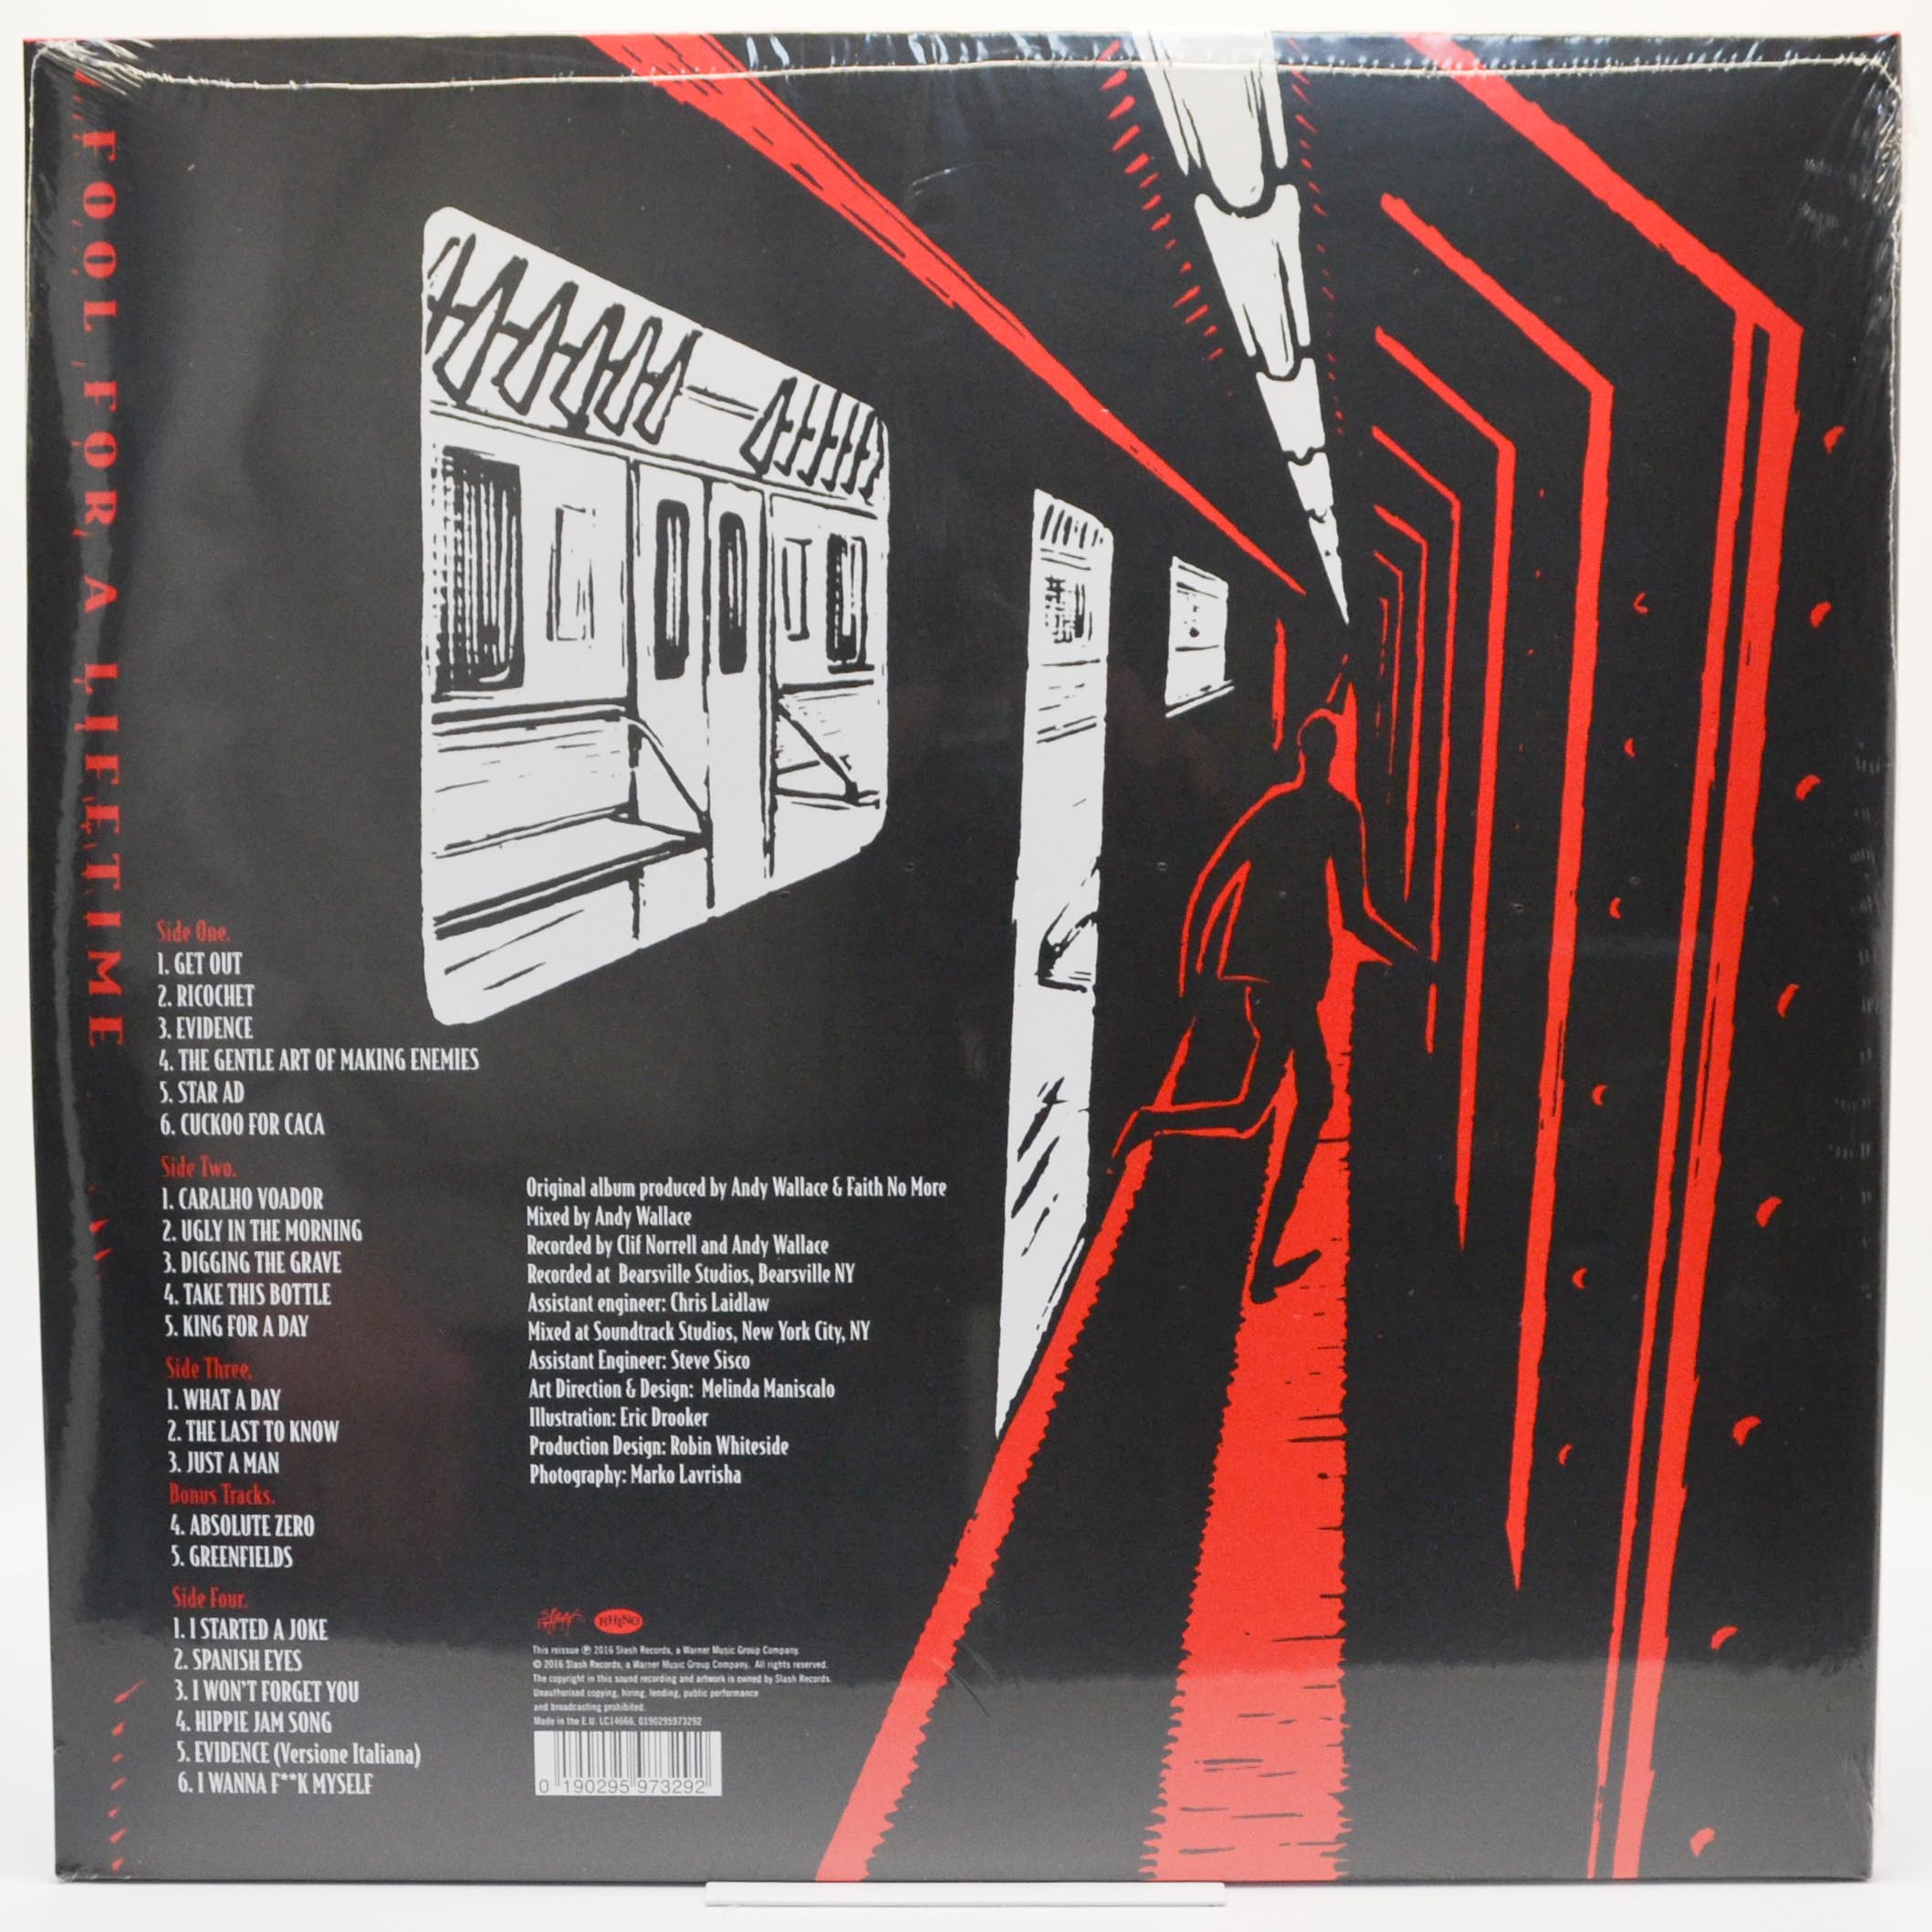 FOOL FOR A LIFETIME
Side One.
1. GET OUT
2. RICOCHET
3. EVIDENCE
4. THE GENTLE ART OF MAKING ENEMIES
5. STAR AD
6. CUCKOO FOR CACA
Side Two.
1. CARALHO VOADOR
2. UGLY IN THE MORNING
3. DIGGING THE GRAVE
4. TAKE THIS BOTTLE
5. KING FOR A DAY
Side Three.
1. WHAT A DAY
2. THE LAST TO KNOW
3. JUST A MAN
Bonus Tracks.
4. ABSOLUTE ZERO
5. GREENFIELDS
Side Four.
1. I STARTED A JOKE
2. SPANISH EYES
3. I WON'T FORGET YOU
4. HIPPIE JAM SONG
5. EVIDENCE (Versione Italiana)
6. I WANNA F**K MYSELF
Original album produced by Andy Wallace & Faith No More
Mixed by Andy Wallace
Recorded by Clif Norrell and Andy Wallace
Recorded at Bearsville Studios, Bearsville NY
Assistant engineer: Chris Laidlaw
Mixed at Soundtrack Studios, New York City, NY
Assistant Engineer: Steve Sisco
Art Direction & Design: Melinda Maniscalo
Illustration: Eric Drooker
Production Design: Robin Whiteside
Photography: Marko Lavrisha
Slash RHINO
This reissue ℗ 2016 Slash Records, a Warner Music Group Company.
© 2016 Slash Records, a Warner Music Group Company. All rights reserved.
The copyright in this sound recording and artwork is owned by Slash Records.
Unauthorised copying, hiring, lending, public performance
and broadcasting prohibited.
Made in the E.U. LC14666. 0190295973292
0 190295 973292